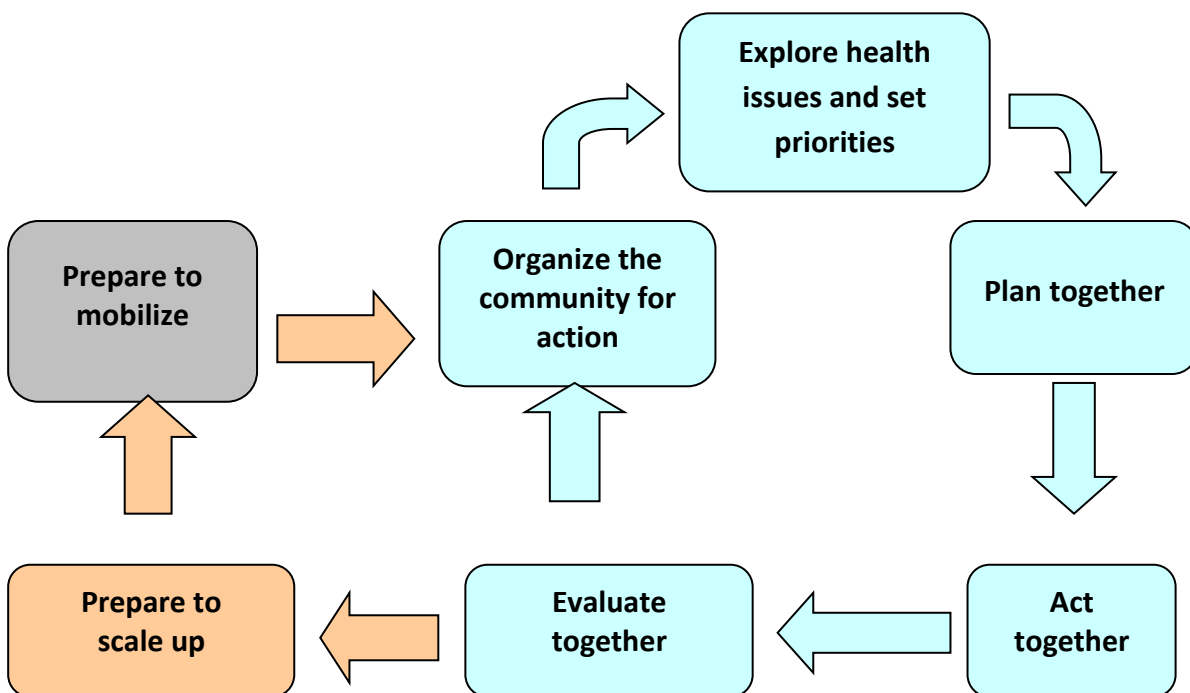 Explore health
issues and set
priorities
Prepare to
mobilize
Organize the
community for
action
Plan together
Prepare to
scale up
Evaluate
together
Act
together